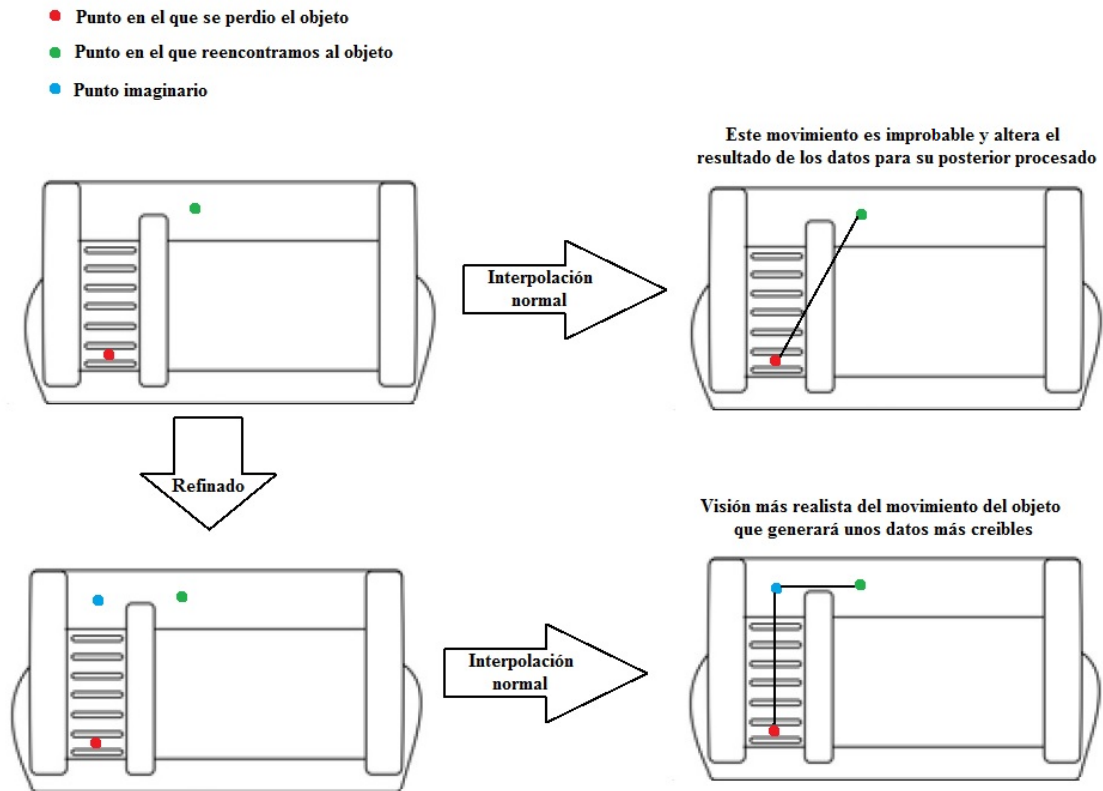 Punto en el que se perdio el objeto
Punto en el que reencontramos al objeto
Punto imaginario
Este movimiento es improbable y altera el
resultado de los datos para su posterior procesado
Interpolación
normal
Refinado
Visión más realista del movimiento del objeto
que generará unos datos más creibles
Interpolación
normal